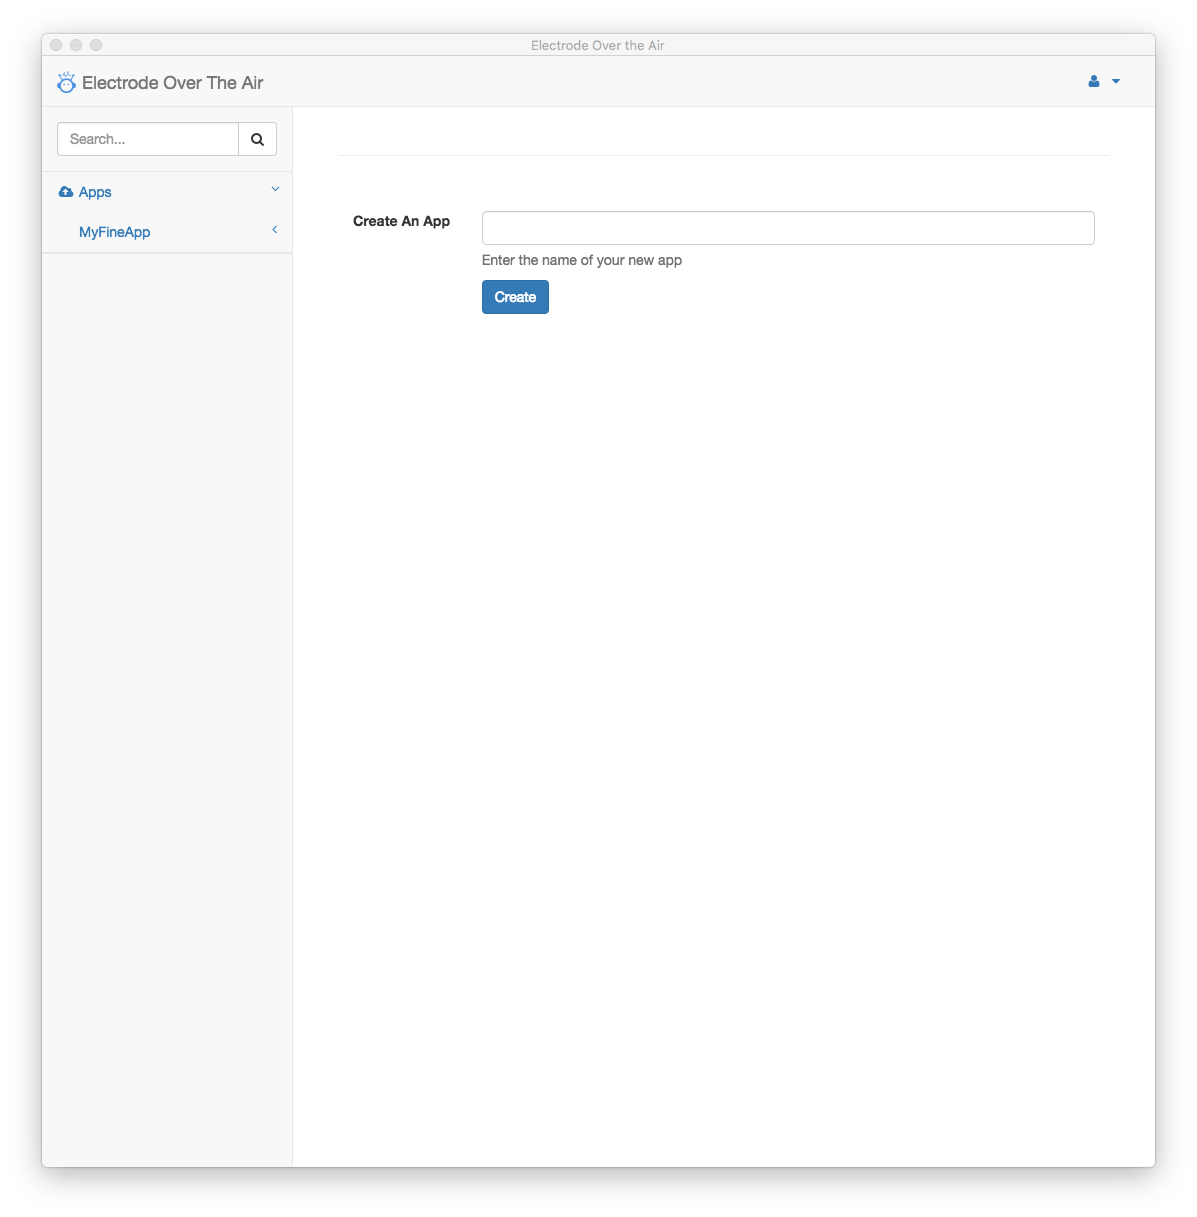 Electrode Over the Air
Electrode Over The Air
Search...
Apps
MyFineApp
Create An App
Enter the name of your new app
Create